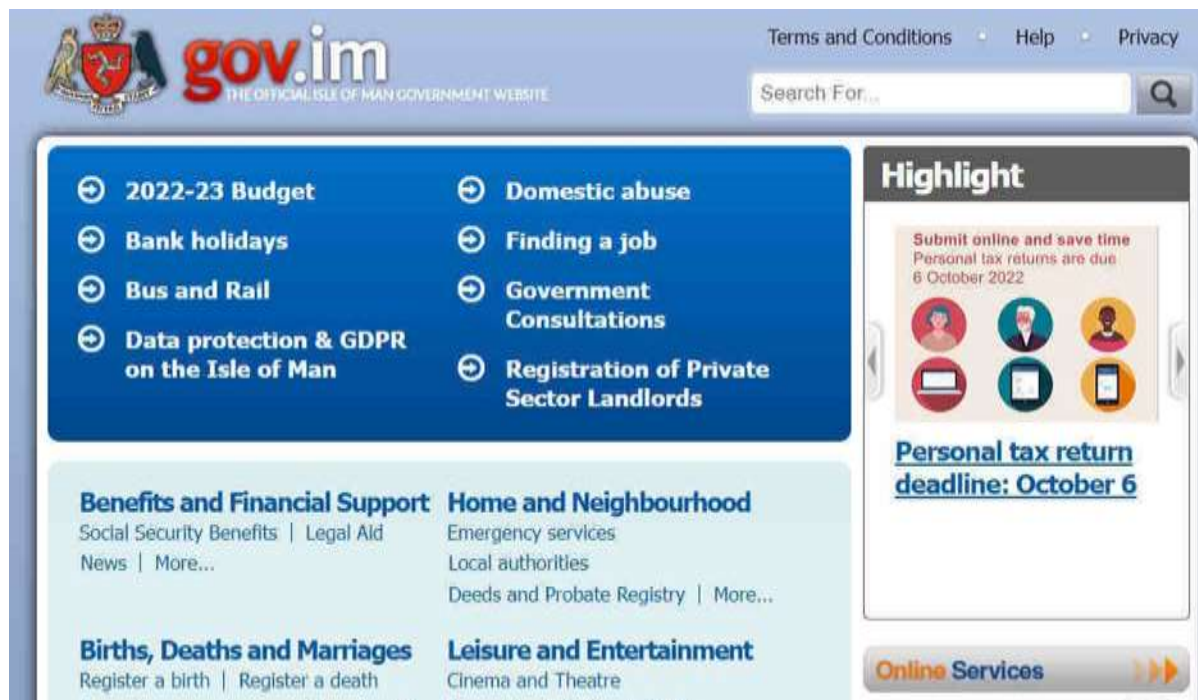 gov.im
THE OFFICIAL ISLE OF MAN GOVERNMENT WEBSITE
Terms and Conditions
Help
Privacy
Search For...
2022-23 Budget
Bank holidays
Bus and Rail
Data protection & GDPR
on the Isle of Man
Domestic abuse
Finding a job
Government
Consultations
Registration of Private
Sector Landlords
Highlight
Submit online and save time
Personal tax returns are due
6 October 2022
Personal tax return
deadline: October 6
Benefits and Financial Support
Social Security Benefits | Legal Aid
News | More...
Home and Neighbourhood
Emergency services
Local authorities
Deeds and Probate Registry | More...
Births, Deaths and Marriages
Register a birth | Register a death
Leisure and Entertainment
Cinema and Theatre
Online Services